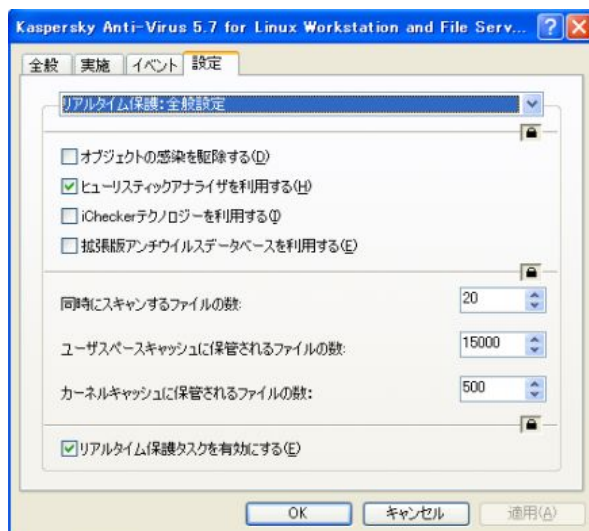 Kaspersky Anti-Virus 5.7 for Linux Workstation and File Serv...
全般 実施 イベント 設定
リアルタイム保護:全般設定
オブジェクトの感染を駆除する(D)
ヒューリスティックアナライザを利用する(H)
iCheckerテクノロジーを利用する(I)
拡張版アンチウイルスデータベースを利用する(E)
同時にスキャンするファイルの数: 20
ユーザスペースキャッシュに保管されるファイルの数: 15000
カーネルキャッシュに保管されるファイルの数: 500
リアルタイム保護タスクを有効にする(E)
OK キャンセル 適用(A)